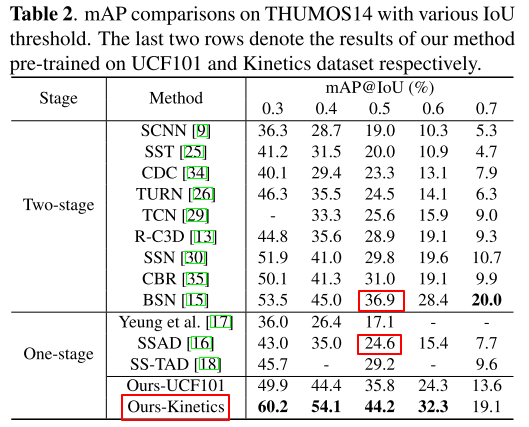 Table 2. mAP comparisons on THUMOS14 with various IoU
threshold. The last two rows denote the results of our method
pre-trained on UCF101 and Kinetics dataset respectively.
Stage Method mAP@IoU (%)
0.3 0.4 0.5 0.6 0.7
Two-stage
SCNN [9] 36.3 28.7 19.0 10.3 5.3
SST [25] 41.2 31.5 20.0 10.9 4.7
CDC [34] 40.1 29.4 23.3 13.1 7.9
TURN [26] 46.3 35.5 24.5 14.1 6.3
TCN [29] - 33.3 25.6 15.9 9.0
R-C3D [13] 44.8 35.6 28.9 19.1 9.3
SSN [30] 51.9 41.0 29.8 19.6 10.7
CBR [35] 50.1 41.3 31.0 19.1 9.9
BSN [15] 53.5 45.0 36.9 28.4 20.0
One-stage
Yeung et al. [17] 36.0 26.4 17.1 - -
SSAD [16] 43.0 35.0 24.6 15.4 7.7
SS-TAD [18] 45.7 - 29.2 - 9.6
Ours-UCF101 49.9 44.4 35.8 24.3 13.6
Ours-Kinetics 60.2 54.1 44.2 32.3 19.1